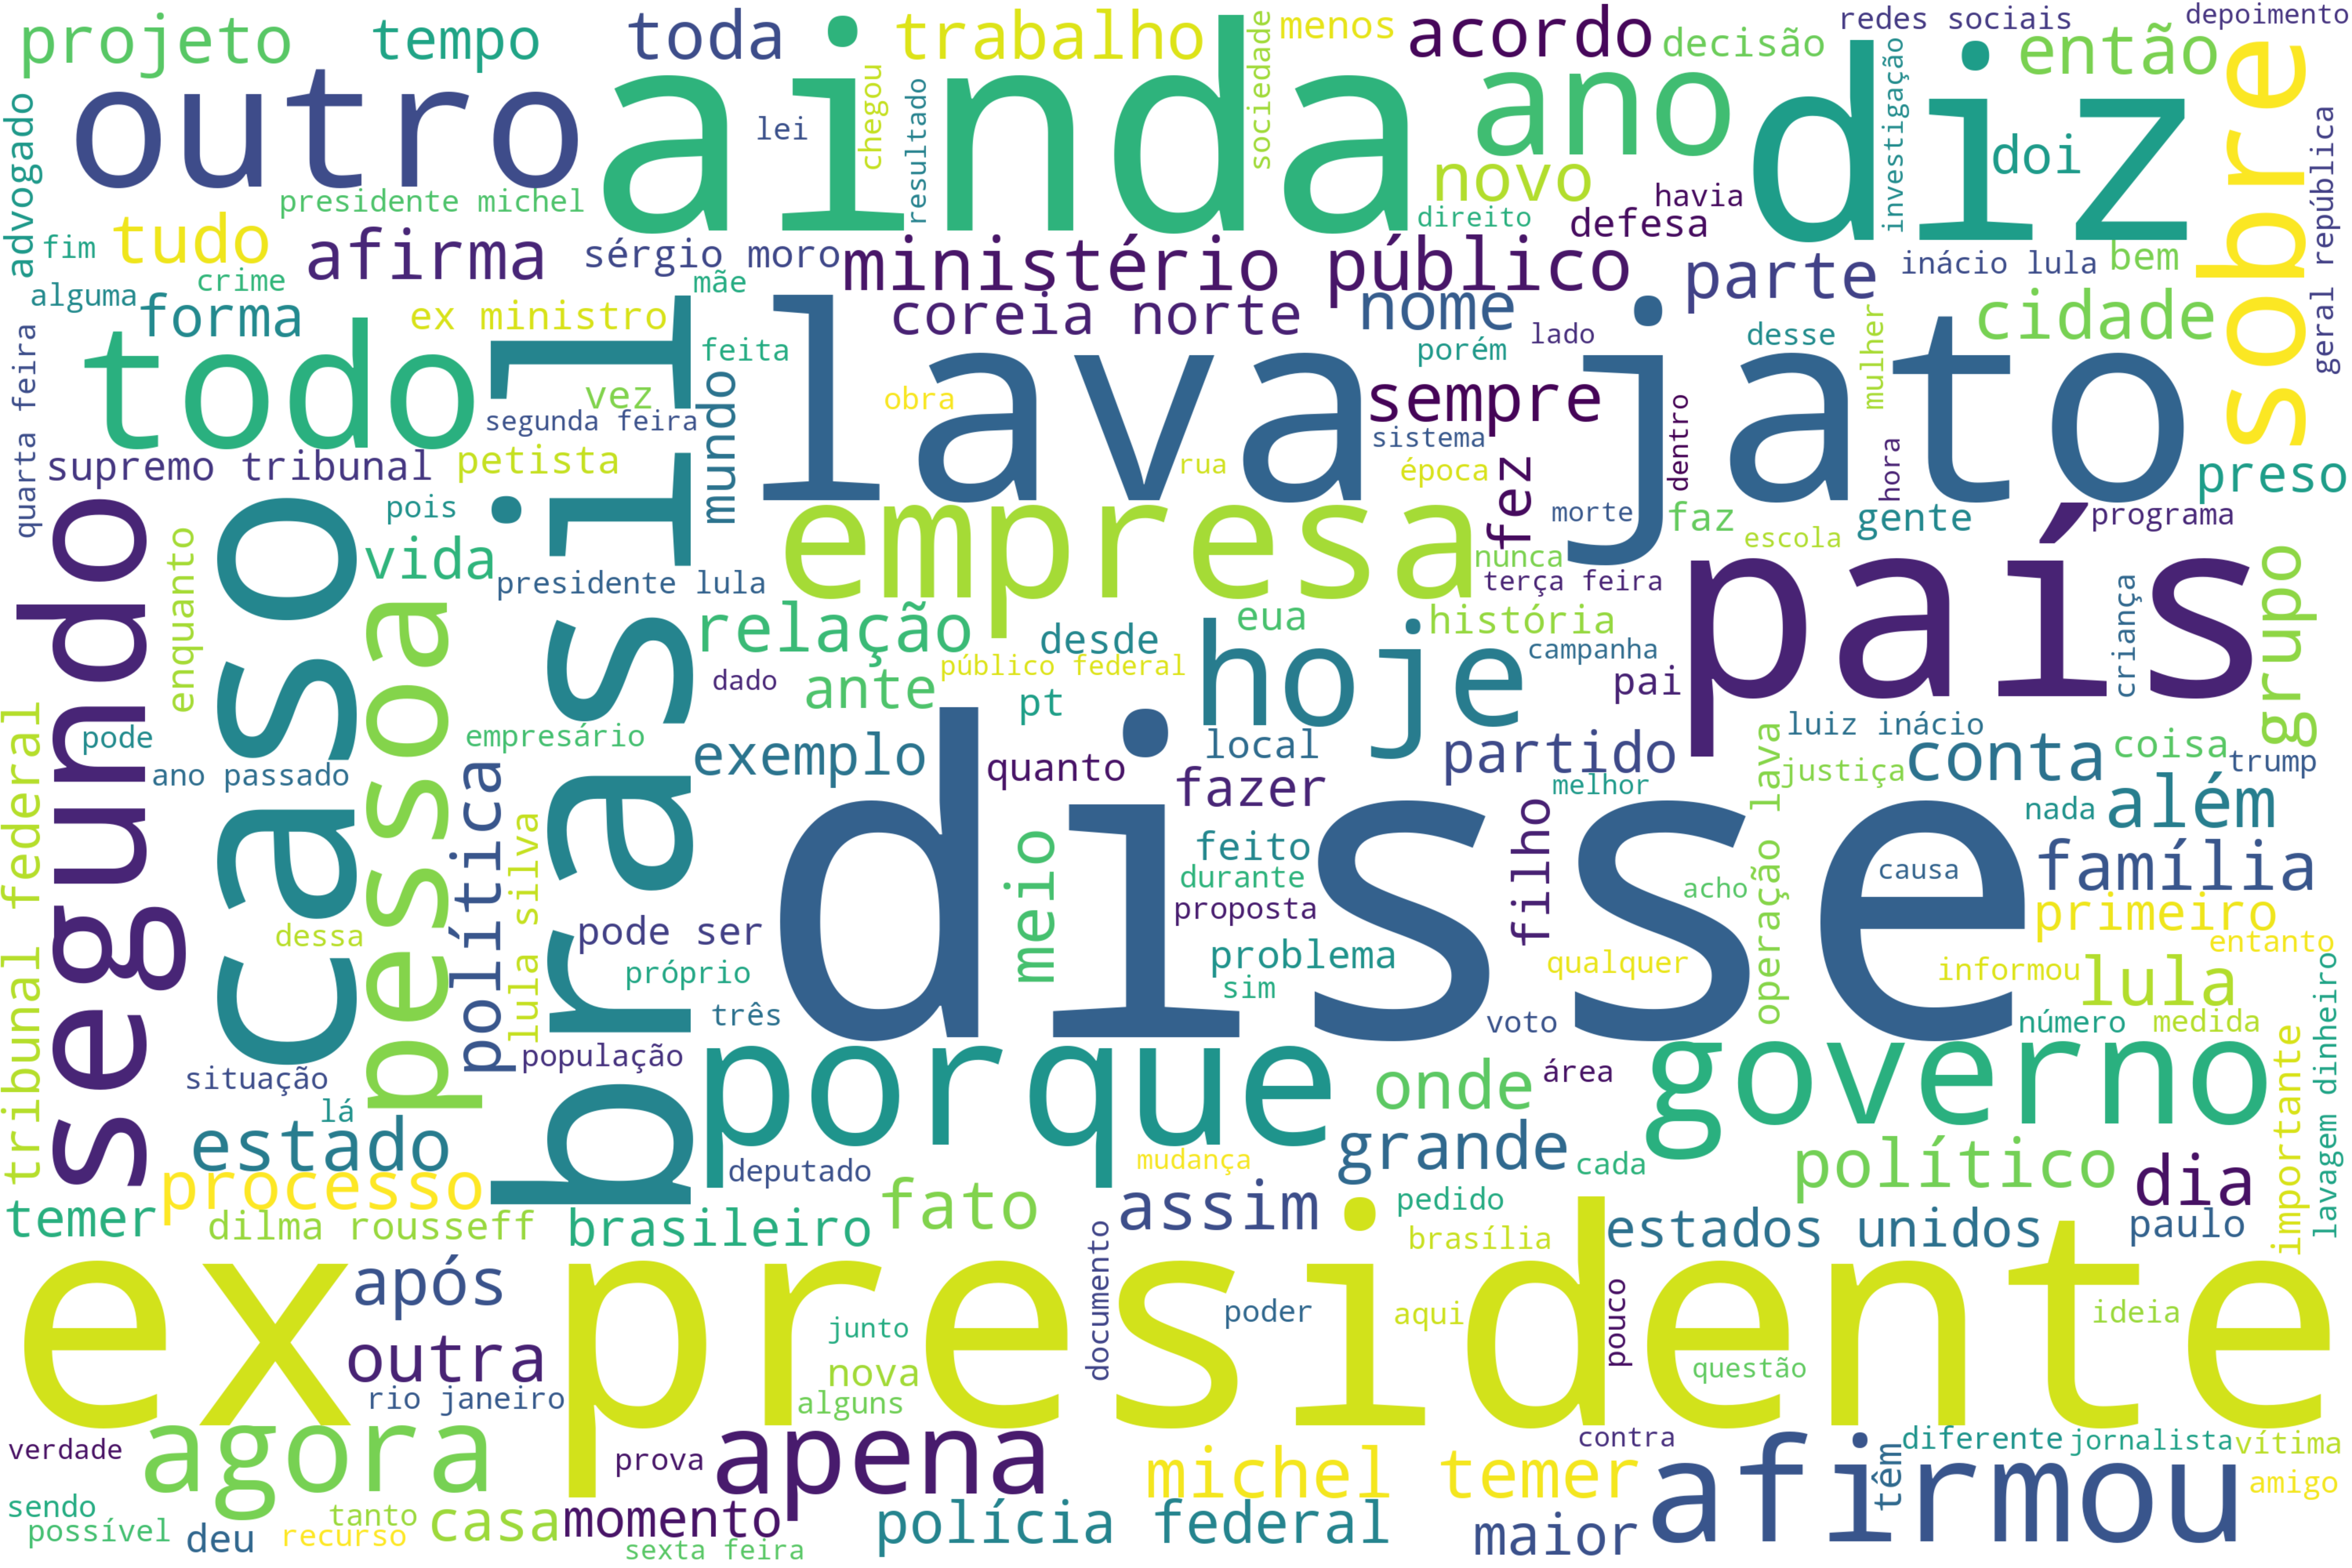 projeto
tempo
toda
trabalho
menos
acordo
redes sociais
depoimento
decisão
então
outro
ainda
ano
diz
sobre
sociedade
chegou
resultado
lei
investigação
doi
novo
havia
direito
defesa
advogado
presidente michel
geral república
tudo
fim
afirma
sérgio moro
ministério público
parte
inácio lula
bem
crime
mãe
alguma
forma
ex ministro
coreia norte
nome
lado
cidade
porém
desse
mulher
quarta feira
todo
feita
vez
obra
segunda feira
mundo
lava jato
sempre
sistema
dentro
hora
supremo tribunal
petista
rua
época
preso
pois
fez
morte
faz
gente
programa
escola
segundo
caso
brasil
empresa
país
enquanto
vida
presidente lula
nunca
terça feira
criança
grupo
pessoa
relação
desde
eua
história
hoje
campanha
público federal
dado
ante
pt
pai
tribunal federal
pode
empresário
local
luiz inácio
ano passado
política
exemplo
quanto
partido
conta
coisa
justiça
trump
fazer
melhor
disse
nada
além
lula silva
meio
feito
filho
operação lava
durante
acho
causa
família
proposta
primeiro
dessa
pode ser
problema
próprio
sim
qualquer
informou
entanto
lula
três
voto
número
medida
população
situação
porque
onde
área
governo
importante
lavagem dinheiro
lá
estado
grande
cada
mudança
deputado
político
dia
processo
temer
dilma rousseff
brasileiro
fato
assim
pedido
brasília
estados unidos
paulo
ex presidente
após
documento
poder
aqui
pouco
ideia
outra
junto
nova
questão
rio janeiro
alguns
agora
verdade
prova
apena
contra
diferente
jornalista
vítima
michel temer
afirmou
têm
amigo
sendo
tanto
possível
deu
recurso
casa
momento
sexta feira
polícia federal
maior